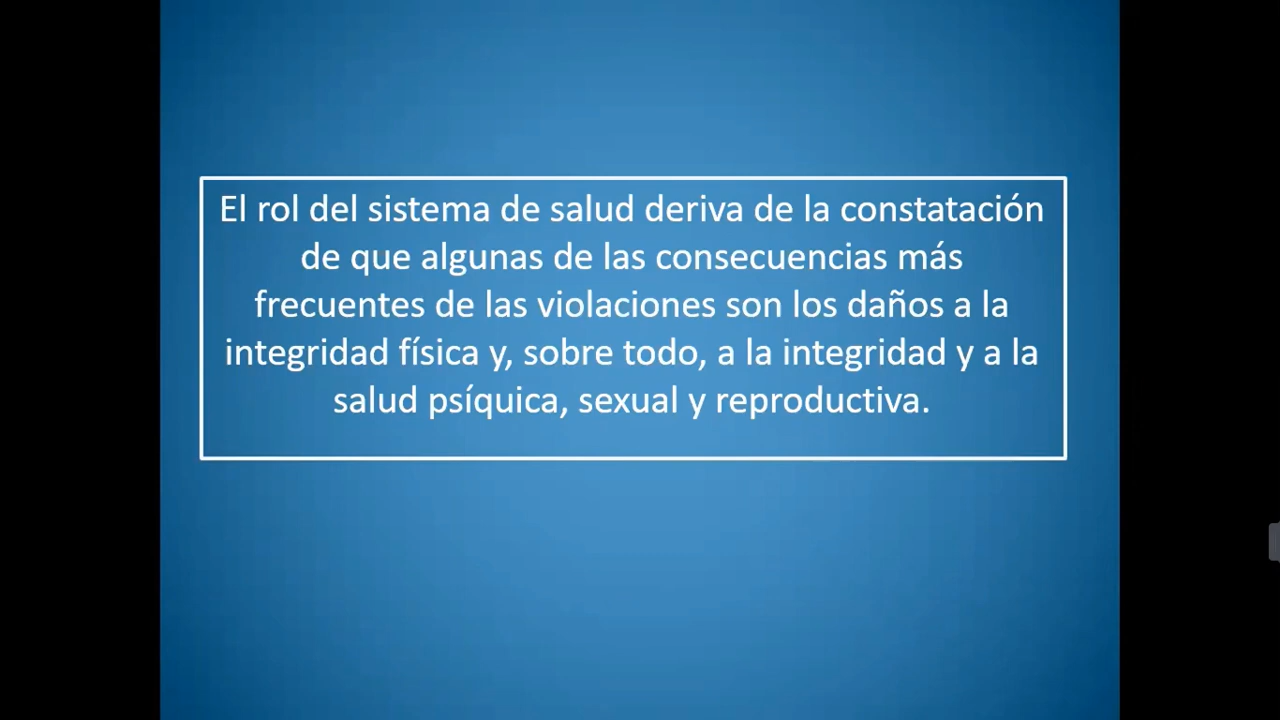 El rol del sistema de salud deriva de la constatación
de que algunas de las consecuencias más
frecuentes de las violaciones son los daños a la
integridad física y, sobre todo, a la integridad y a la
salud psíquica, sexual y reproductiva.